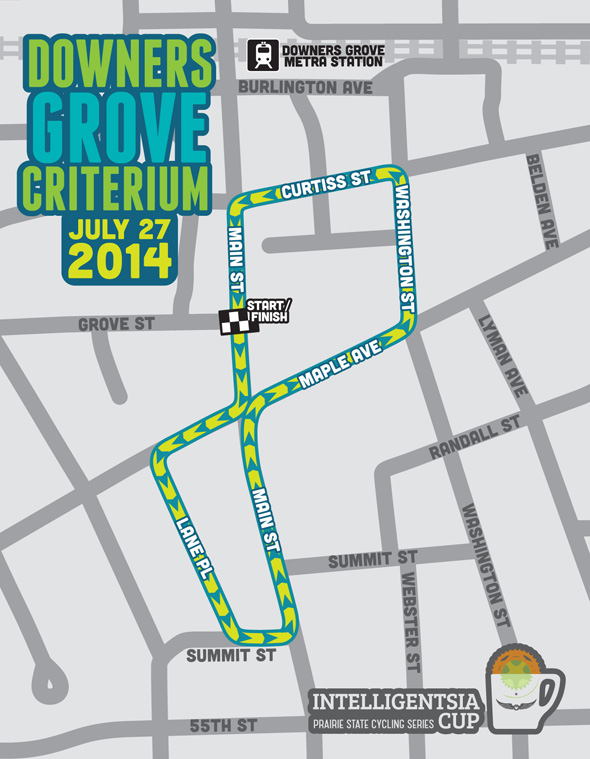 DOWNERS
GROVE
CRITERIUM
JULY 27
2014
DOWNERS GROVE
METRA STATION
BURLINGTON AVE
CURTISS ST.
WASHINGTON ST.
BELDEN AVE
MAIN ST
START/
FINISH
GROVE ST
MAPLE AVE
LYMAN AVE
RANDALL ST
MAIN ST
LANE PL
SUMMIT ST
WEBSTER ST
WASHINGTON ST
SUMMIT ST
55TH ST
INTELLIGENTSIA
PRAIRIE STATE CYCLING SERIES CUP